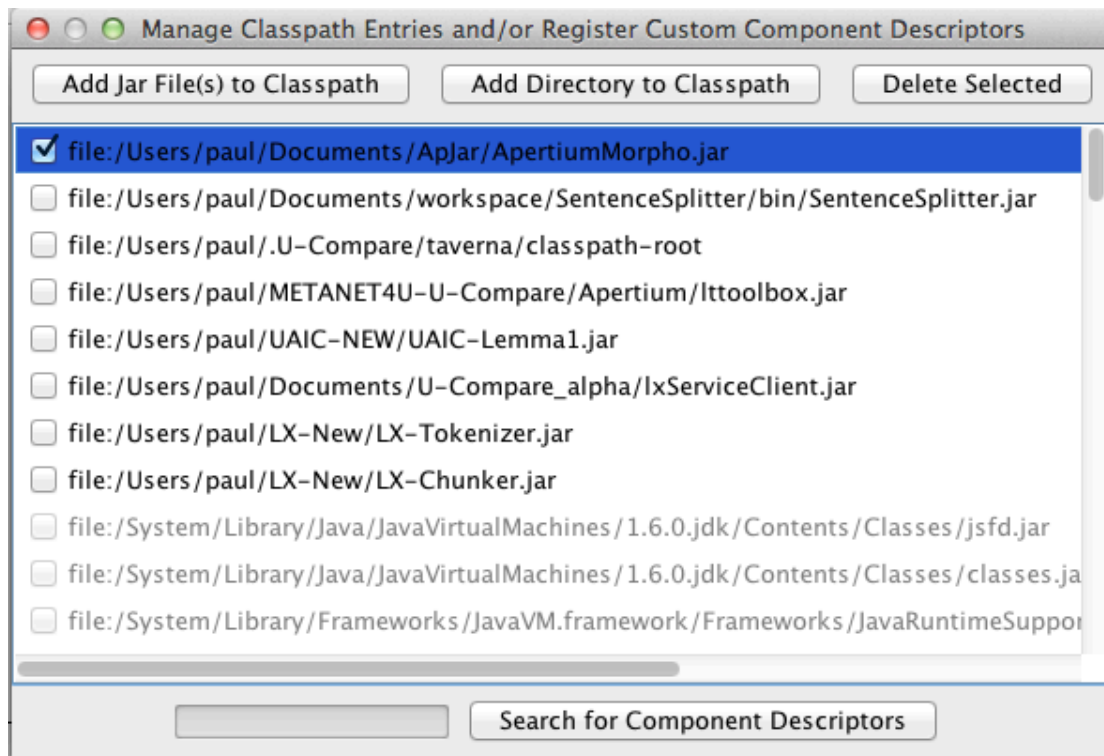 Manage Classpath Entries and/or Register Custom Component Descriptors
Add Jar File(s) to Classpath Add Directory to Classpath Delete Selected
file:/Users/paul/Documents/ApJar/ApertiumMorpho.jar
file:/Users/paul/Documents/workspace/SentenceSplitter/bin/SentenceSplitter.jar
file:/Users/paul/.U-Compare/taverna/classpath-root
file:/Users/paul/METANET4U-U-Compare/Apertium/lttoolbox.jar
file:/Users/paul/UAIC-NEW/UAIC-Lemma1.jar
file:/Users/paul/Documents/U-Compare_alpha/lxServiceClient.jar
file:/Users/paul/LX-New/LX-Tokenizer.jar
file:/Users/paul/LX-New/LX-Chunker.jar
file:/System/Library/Java/JavaVirtualMachines/1.6.0.jdk/Contents/Classes/jsfd.jar
file:/System/Library/Java/JavaVirtualMachines/1.6.0.jdk/Contents/Classes/classes.ja
file:/System/Library/Frameworks/JavaVM.framework/Frameworks/JavaRuntimeSuppor
Search for Component Descriptors